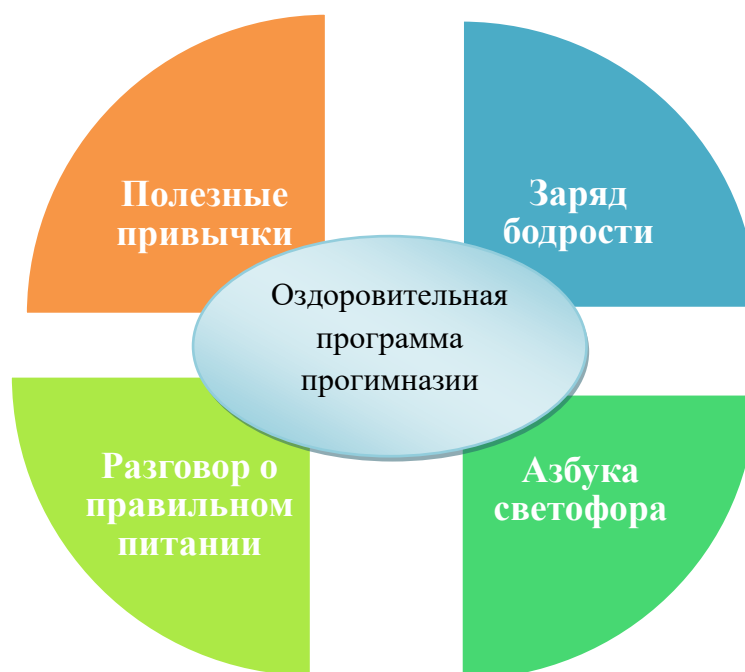 Полезные
привычки
Заряд
бодрости
Оздоровительная
программа
прогимназии
Разговор о
правильном
питании
Азбука
светофора